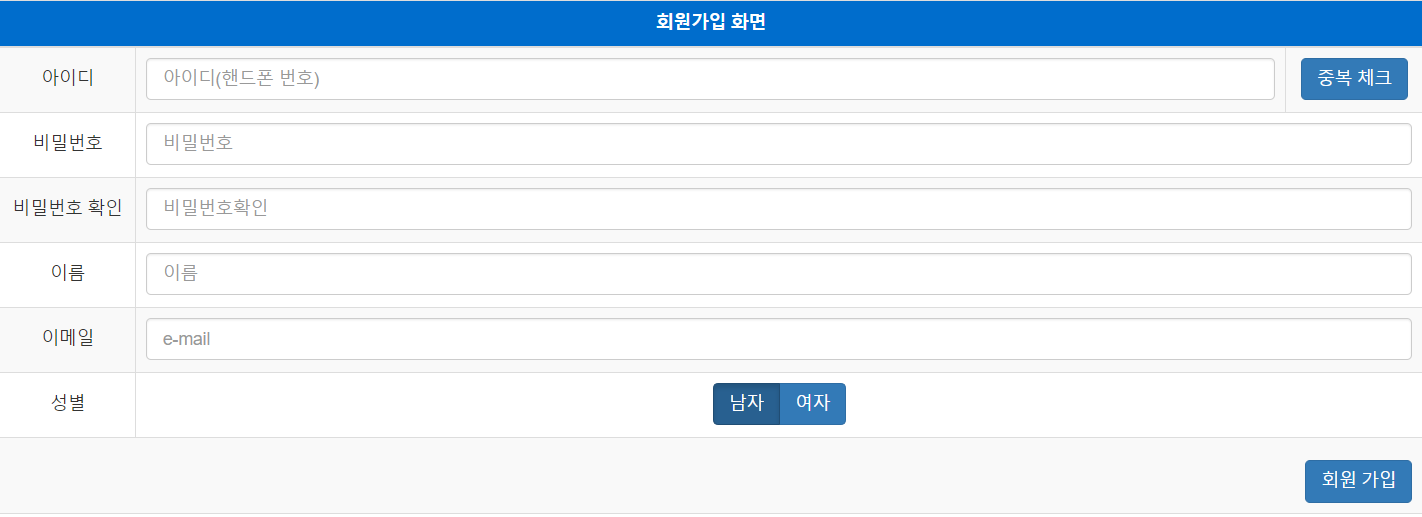 회원가입 화면
아이디 아이디(핸드폰 번호) 중복 체크
비밀번호 비밀번호
비밀번호 확인 비밀번호확인
이름 이름
이메일 e-mail
성별 남자 여자
회원 가입